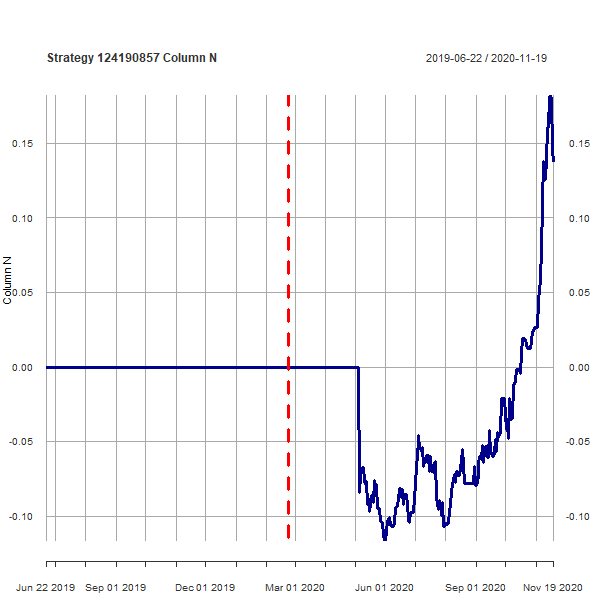 Strategy 124190857 Column N 2019-06-22 / 2020-11-19
0.15 0.15
0.10 0.10
0.05 0.05
0.00 0.00
-0.05 -0.05
-0.10 -0.10
Column N
Jun 22 2019 Sep 01 2019 Dec 01 2019 Mar 01 2020 Jun 01 2020 Sep 01 2020 Nov 19 2020